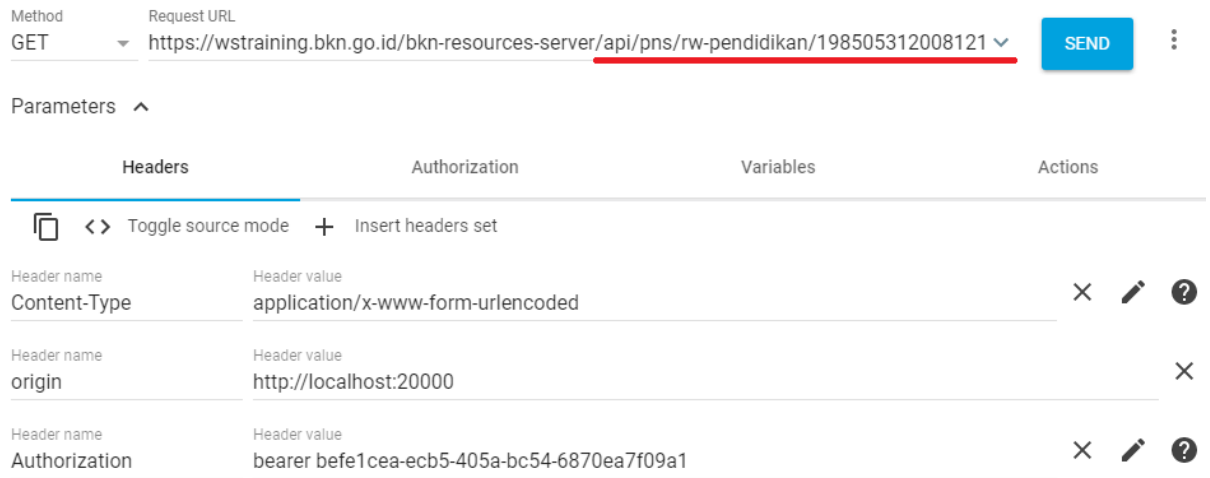 Method Request URL
GET https://wstraining.bkn.go.id/bkn-resources-server/api/pns/rw-pendidikan/198505312008121 SEND
Parameters
Headers Authorization Variables Actions
Toggle source mode Insert headers set
Header name Header value
Content-Type application/x-www-form-urlencoded
Header name Header value
origin http://localhost:20000
Header name Header value
Authorization bearer befe1cea-ecb5-405a-bc54-6870ea7f09a1